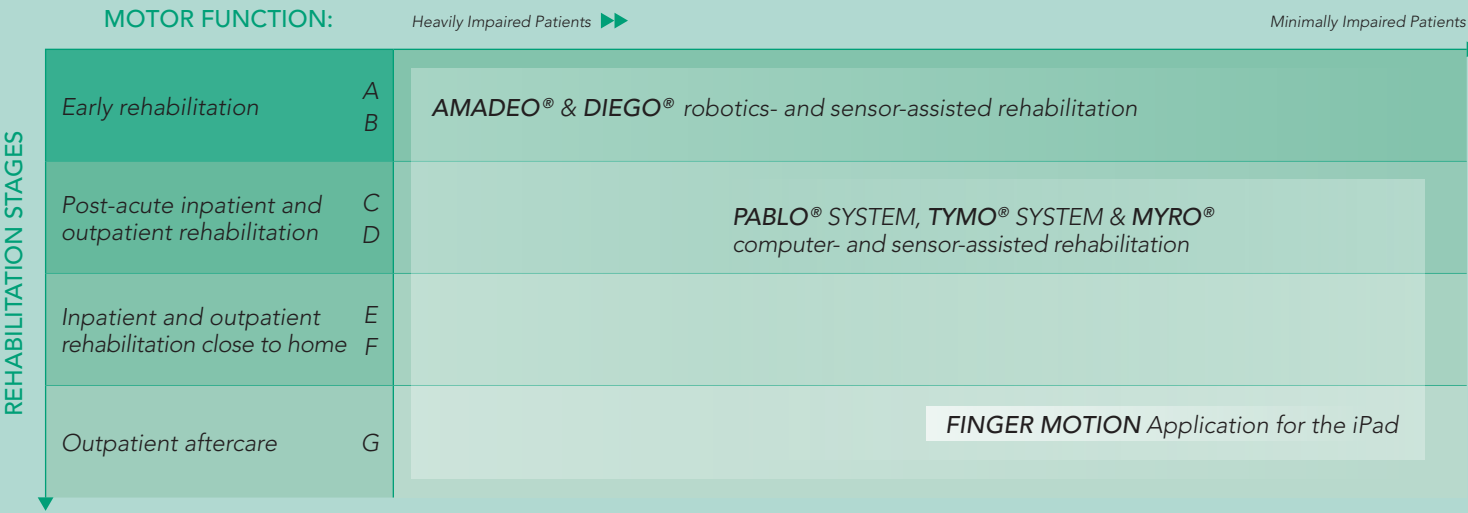 MOTOR FUNCTION:
Heavily Impaired Patients
Minimally Impaired Patients
REHABILITATION STAGES
Early rehabilitation
A
B
AMADEO® & DIEGO® robotics- and sensor-assisted rehabilitation
Post-acute inpatient and
outpatient rehabilitation
C
D
PABLO® SYSTEM, TYMO® SYSTEM & MYRO®
computer- and sensor-assisted rehabilitation
Inpatient and outpatient
rehabilitation close to home
E
F
Outpatient aftercare
G
FINGER MOTION Application for the iPad